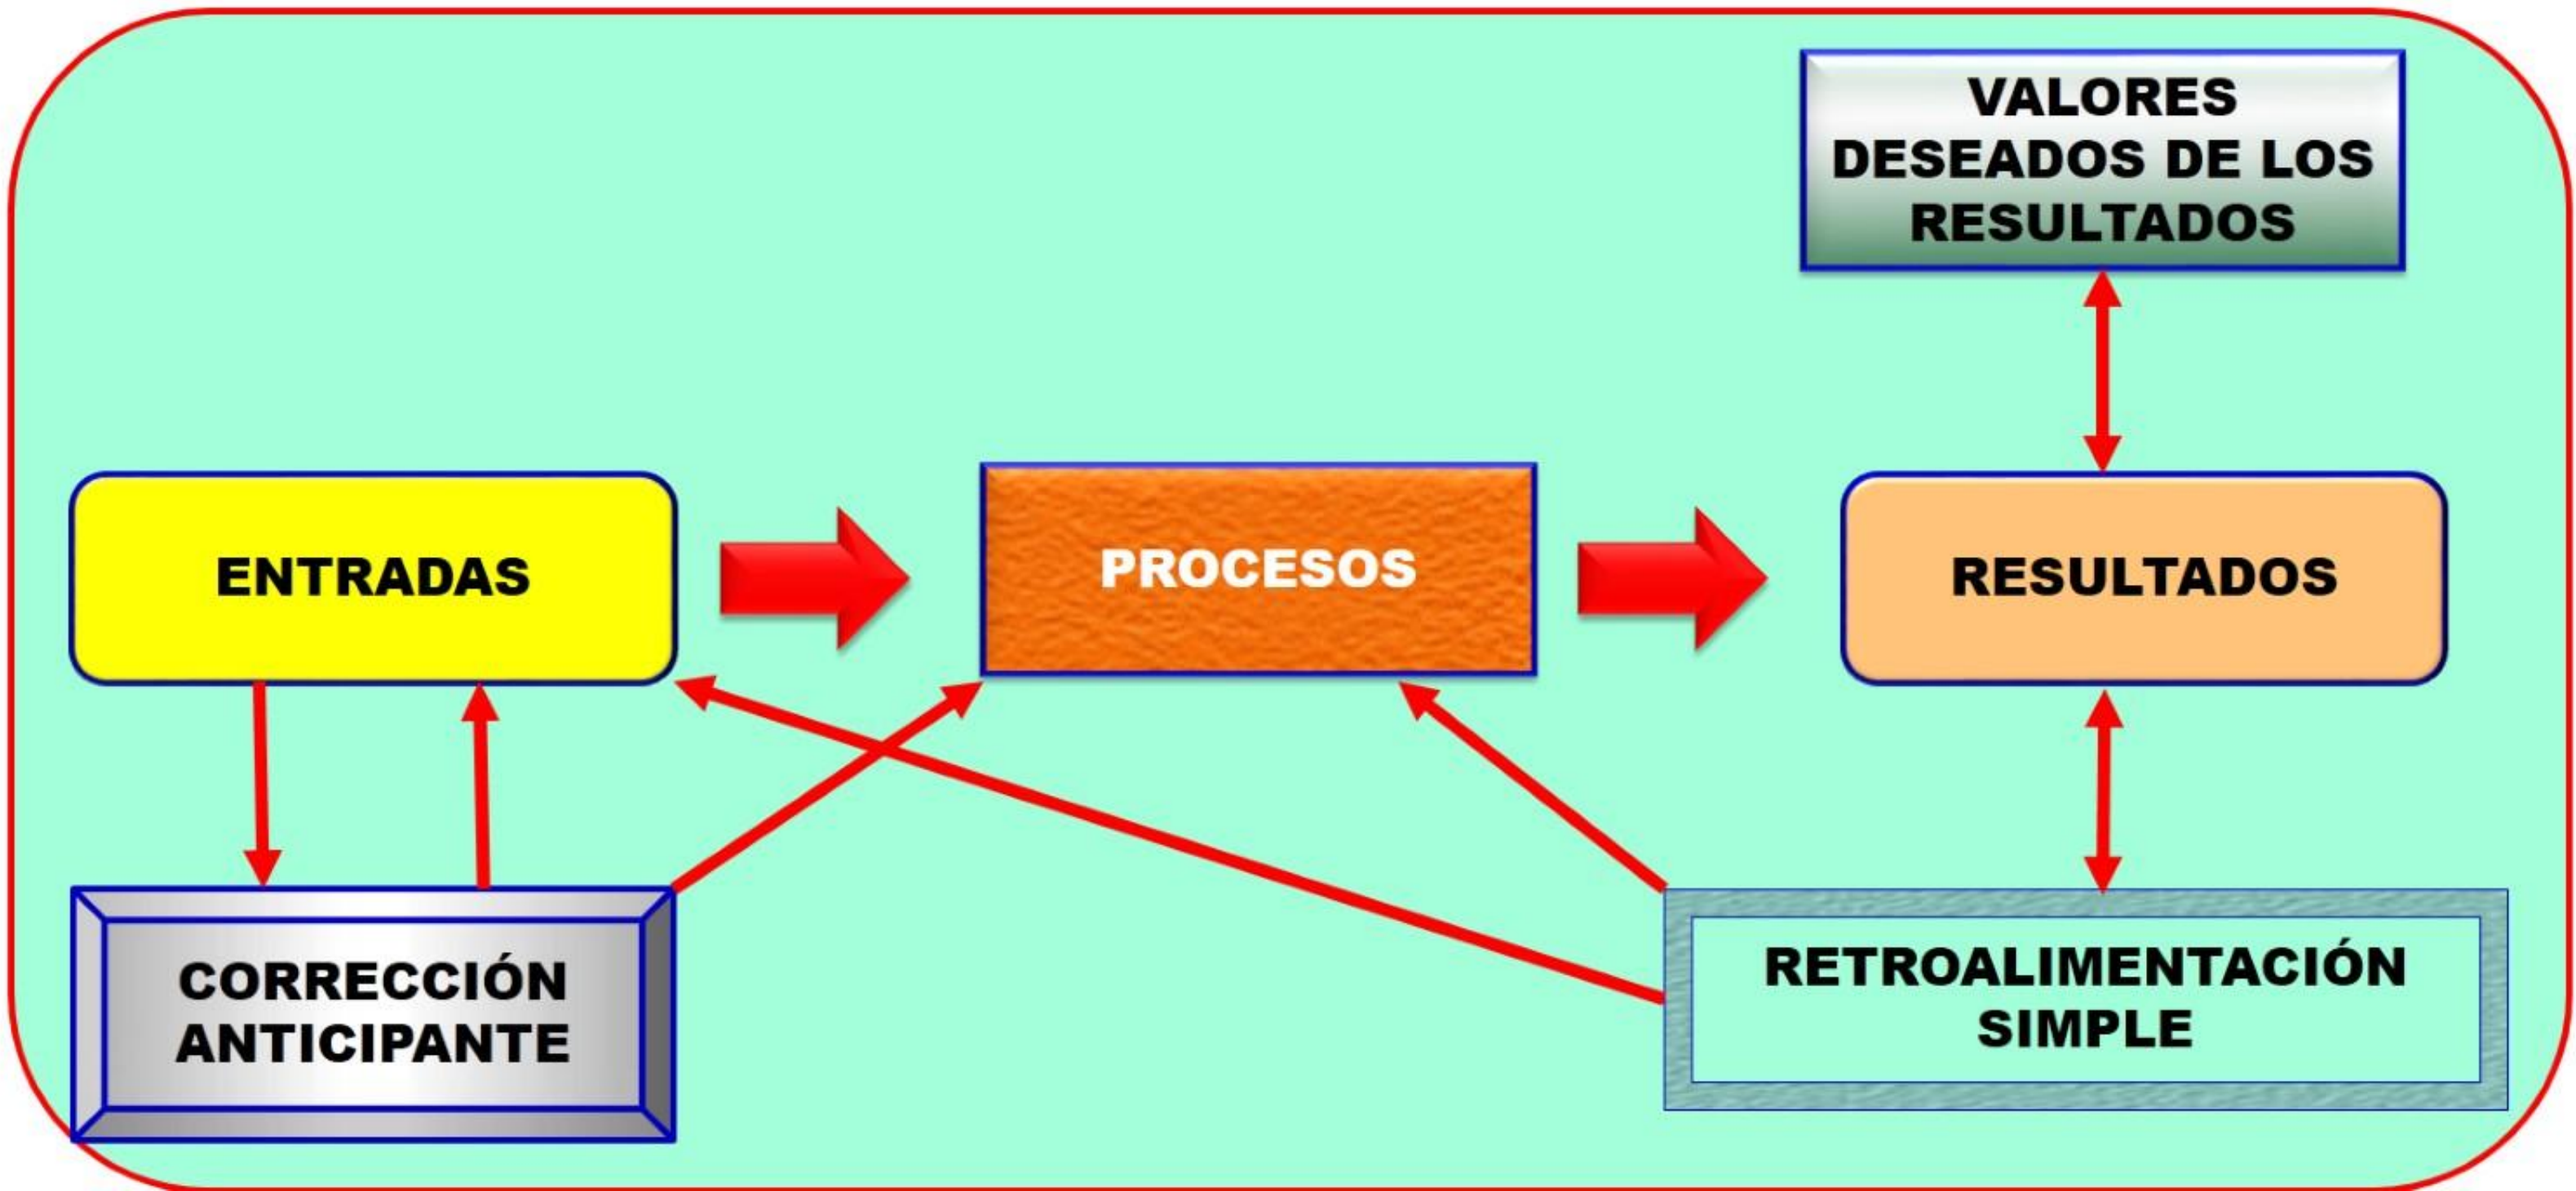 VALORES
DESEADOS DE LOS
RESULTADOS
ENTRADAS
PROCESOS
RESULTADOS
CORRECCIÓN
ANTICIPANTE
RETROALIMENTACIÓN
SIMPLE